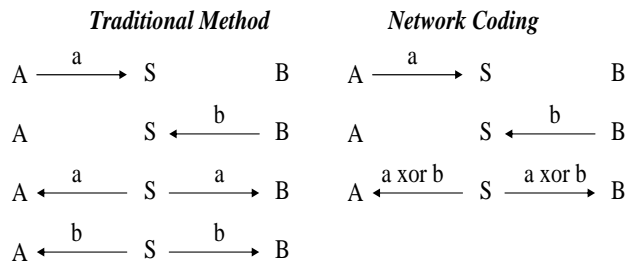 Traditional Method Network Coding
a a
A S B A S B
b b
A S B A S B
a a a xor b a xor b
A S B A S B
b b
A S B